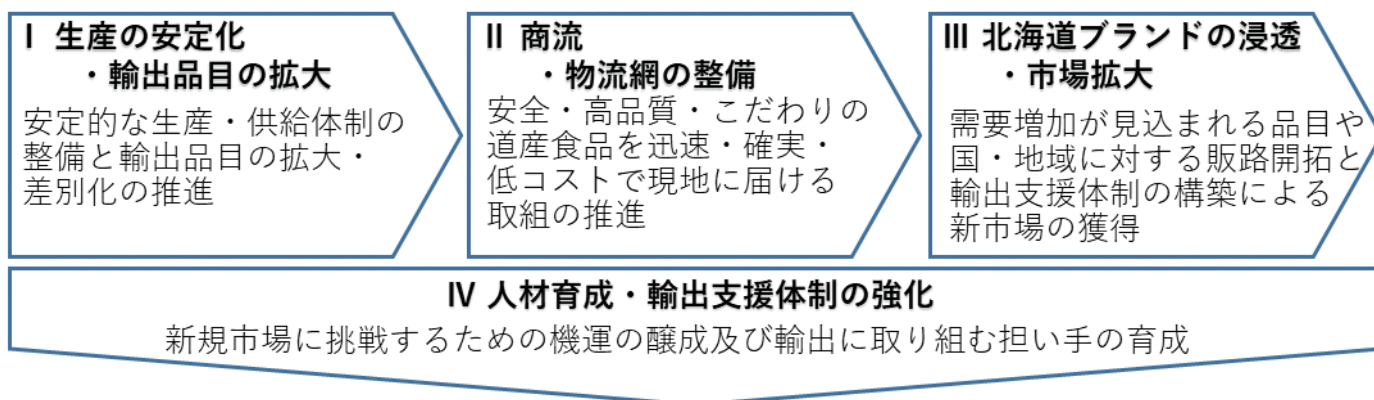 Ⅰ 生産の安定化
・輸出品目の拡大
安定的な生産・供給体制の
整備と輸出品目の拡大・
差別化の推進
Ⅱ 商流
・物流網の整備
安全・高品質・こだわりの
道産食品を迅速・確実・
低コストで現地に届ける
取組の推進
Ⅲ 北海道ブランドの浸透
・市場拡大
需要増加が見込まれる品目や
国・地域に対する販路開拓と
輸出支援体制の構築による
新市場の獲得
Ⅳ 人材育成・輸出支援体制の強化
新規市場に挑戦するための機運の醸成及び輸出に取り組む担い手の育成